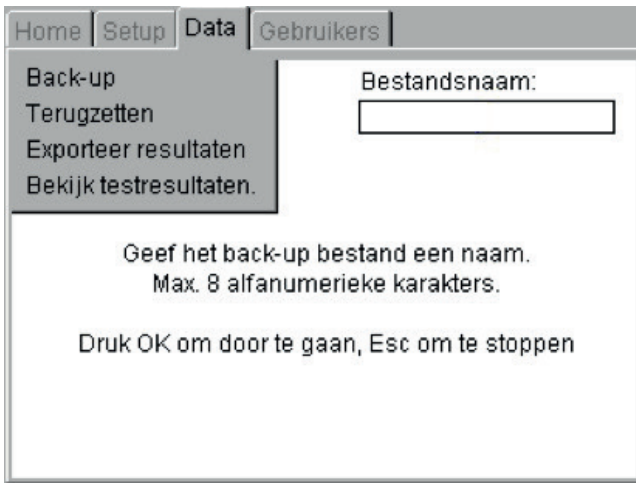 Home Setup Data Gebruikers
Back-up
Terugzetten
Exporteer resultaten
Bekijk testresultaten.
Bestandsnaam:
Geef het back-up bestand een naam.
Max. 8 alfanumerieke karakters.
Druk OK om door te gaan, Esc om te stoppen